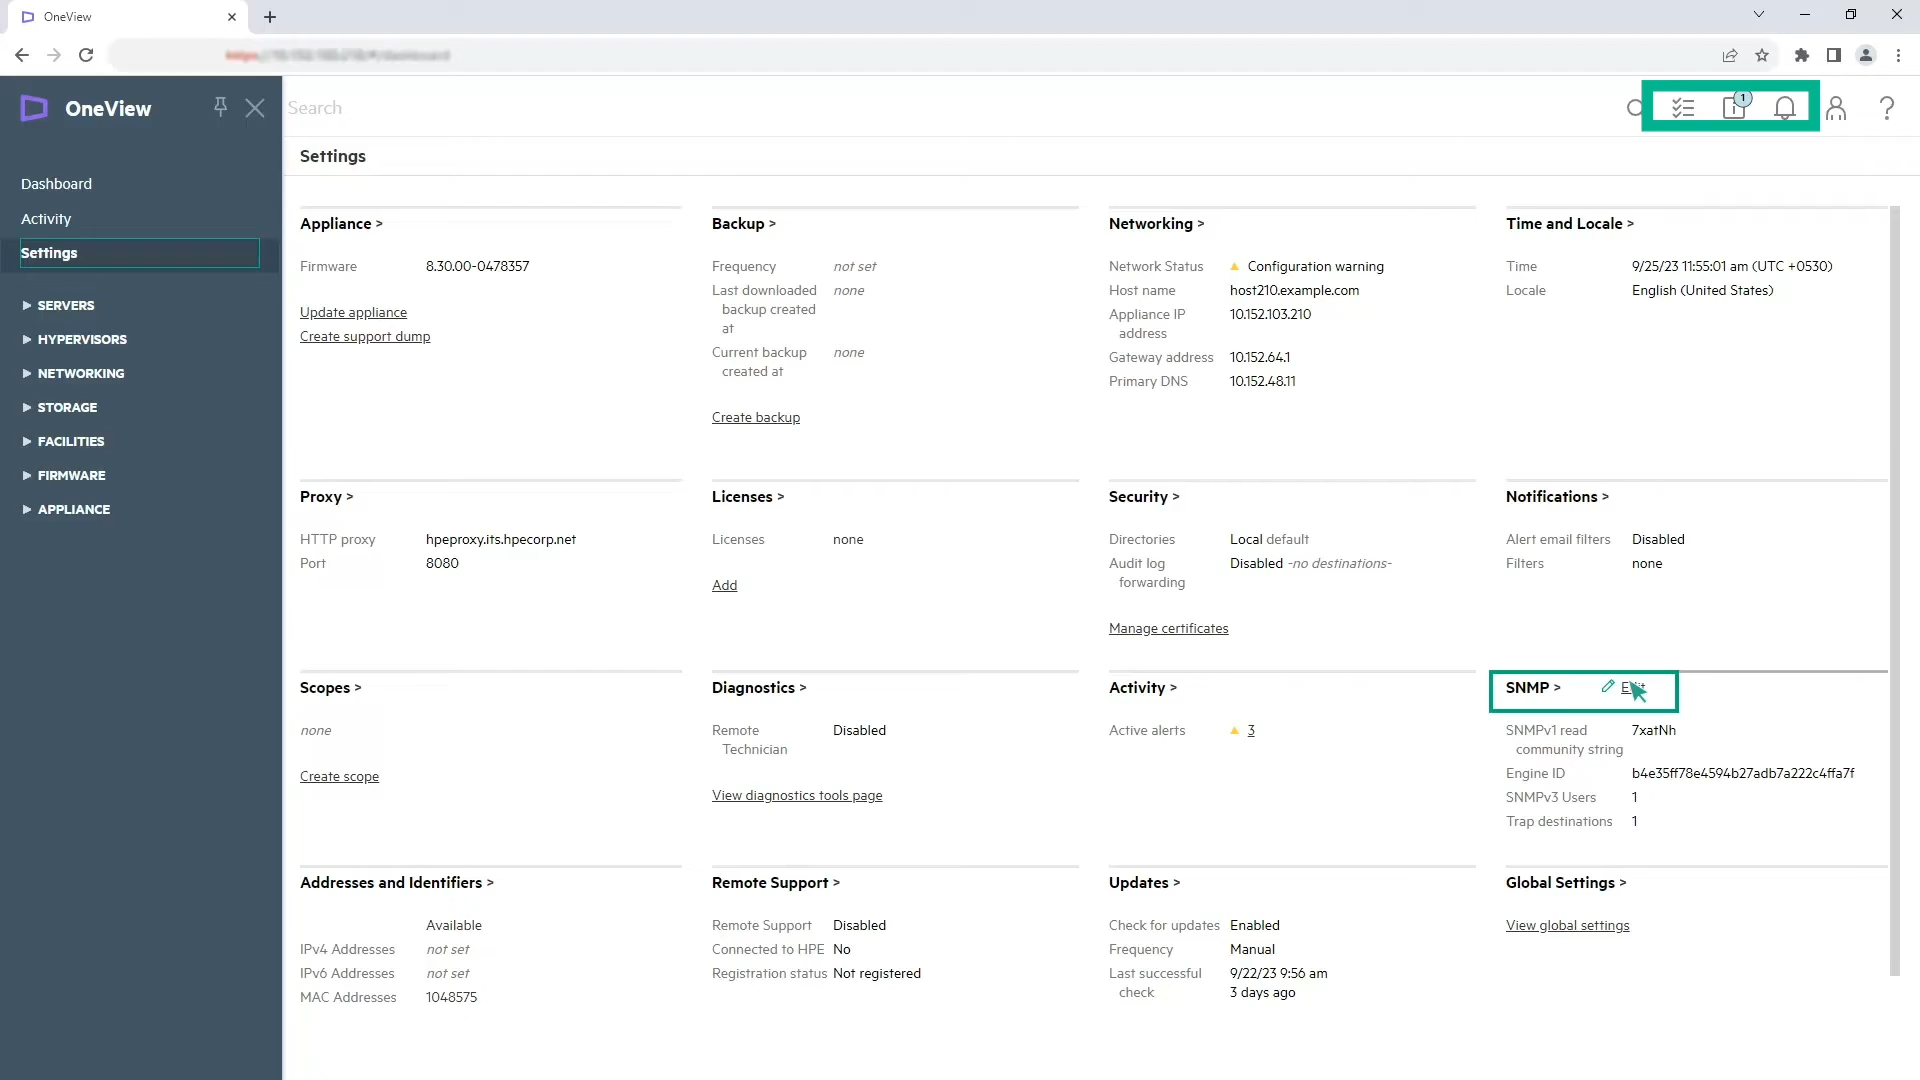 OneView
OneView
Search
1
Settings
Dashboard
Activity
Settings
SERVERS
HYPERVISORS
NETWORKING
STORAGE
FACILITIES
FIRMWARE
APPLIANCE
Appliance >
Firmware 8.30.00-0478357
Update appliance
Create support dump
Backup >
Frequency not set
Last downloaded none
backup created
at
Current backup none
created at
Create backup
Networking >
Network Status Configuration warning
Host name host210.example.com
Appliance IP 10.152.103.210
address
Gateway address 10.152.64.1
Primary DNS 10.152.48.11
Time and Locale >
Time 9/25/23 11:55:01 am (UTC +0530)
Locale English (United States)
Proxy >
HTTP proxy hpeproxy.its.hpecorp.net
Port 8080
Licenses >
Licenses none
Add
Security >
Directories Local default
Audit log Disabled -no destinations-
forwarding
Manage certificates
Notifications >
Alert email filters Disabled
Filters none
Scopes >
none
Create scope
Diagnostics >
Remote Disabled
Technician
View diagnostics tools page
Activity >
Active alerts 3
SNMP > Edit
SNMPv1 read 7xatNh
community string
Engine ID b4e35ff78e4594b27adb7a222c4ffa7f
SNMPv3 Users 1
Trap destinations 1
Addresses and Identifiers >
Available
IPv4 Addresses not set
IPv6 Addresses not set
MAC Addresses 1048575
Remote Support >
Remote Support Disabled
Connected to HPE No
Registration status Not registered
Updates >
Check for updates Enabled
Frequency Manual
Last successful 9/22/23 9:56 am
check 3 days ago
Global Settings >
View global settings